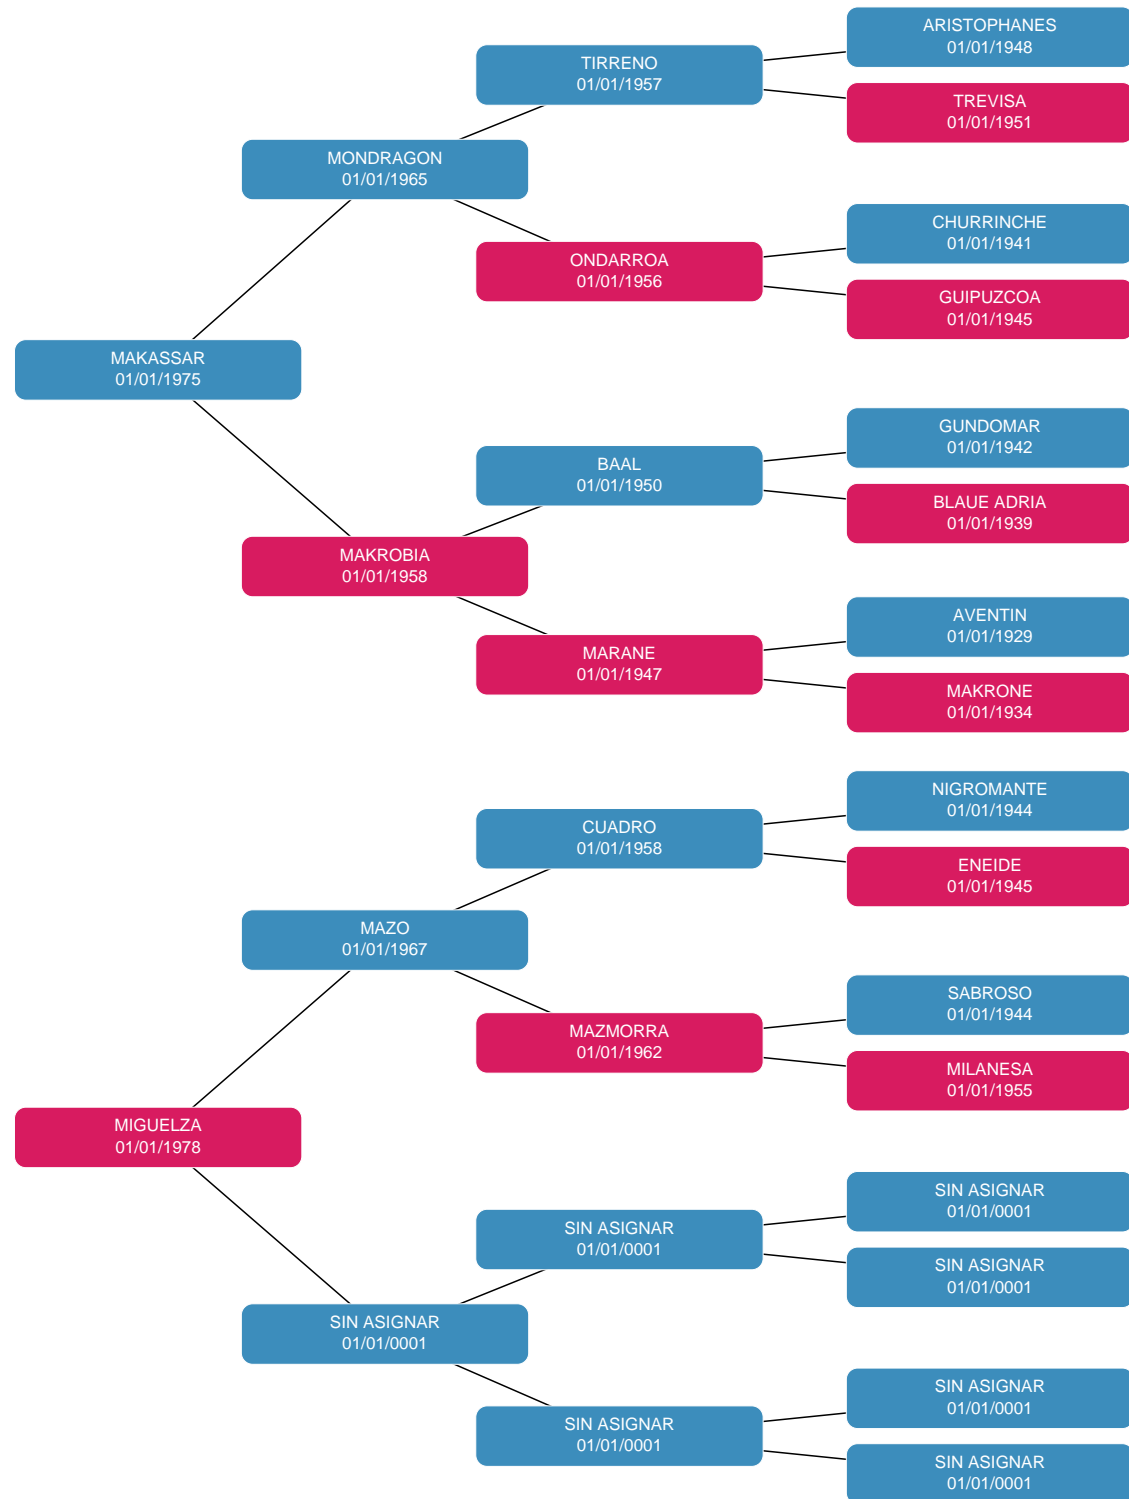 ARISTOPHANES
01/01/1948
TIRRENO
01/01/1957
TREVISA
01/01/1951
MONDRAGON
01/01/1965
CHURRINCHE
01/01/1941
ONDARROA
01/01/1956
GUIPUZCOA
01/01/1945
MAKASSAR
01/01/1975
GUNDOMAR
01/01/1942
BAAL
01/01/1950
BLAUE ADRIA
01/01/1939
MAKROBIA
01/01/1958
AVENTIN
01/01/1929
MARANE
01/01/1947
MAKRONE
01/01/1934
NIGROMANTE
01/01/1944
CUADRO
01/01/1958
ENEIDE
01/01/1945
MAZO
01/01/1967
SABROSO
01/01/1944
MAZMORRA
01/01/1962
MILANESA
01/01/1955
MIGUELZA
01/01/1978
SIN ASIGNAR
01/01/0001
SIN ASIGNAR
01/01/0001
SIN ASIGNAR
01/01/0001
SIN ASIGNAR
01/01/0001
SIN ASIGNAR
01/01/0001
SIN ASIGNAR
01/01/0001
SIN ASIGNAR
01/01/0001